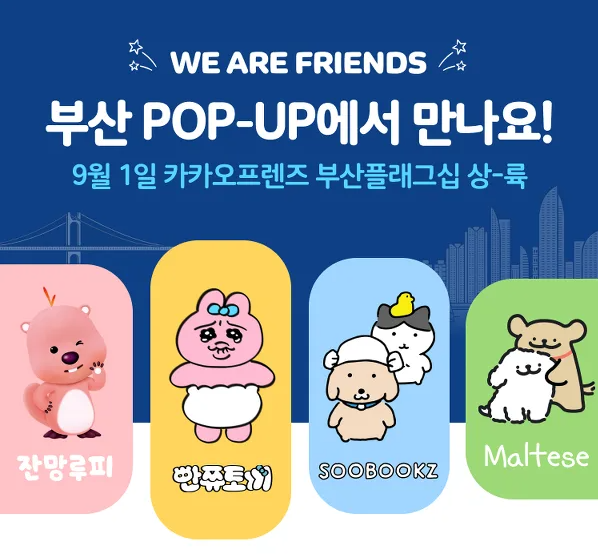 WE ARE FRIENDS
부산 POP-UP에서 만나요!
9월 1일 카카오프렌즈 부산플래그십 상-륙
잔망루피
빤쮸토끼
SOOBOOKZ
Maltese